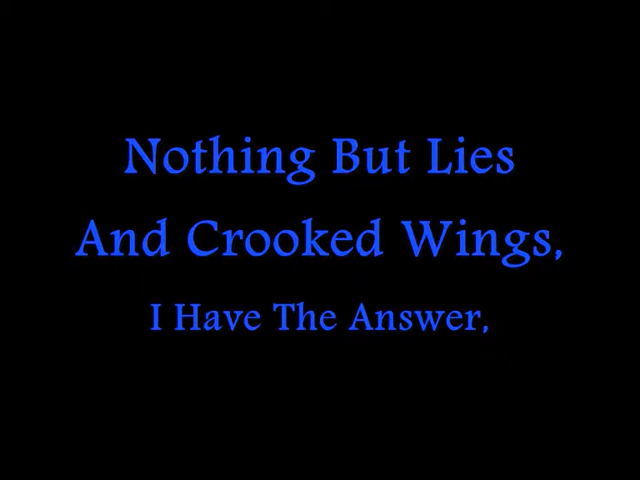 Nothing But Lies
And Crooked Wings,
I Have The Answer,